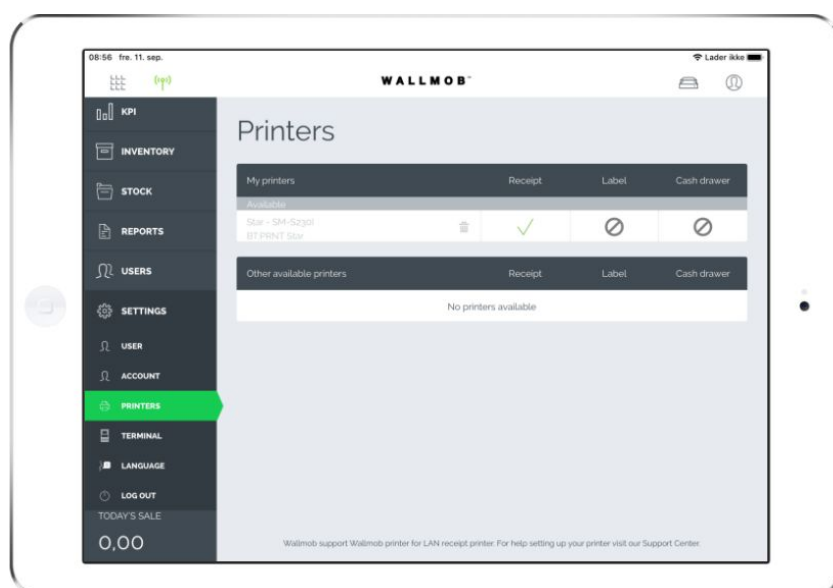 08:56 fre. 11. sep.
Lader ikke
WALLMOB™
KPI
INVENTORY
STOCK
REPORTS
USERS
SETTINGS
USER
ACCOUNT
PRINTERS
TERMINAL
LANGUAGE
LOG OUT
TODAY'S SALE
0,00
Printers
My printers Receipt Label Cash drawer
Available
Star - SM-S230I
BT:PRNT Star
Other available printers Receipt Label Cash drawer
No printers available
Wallmob support Wallmob printer for LAN receipt printer. For help setting up your printer visit our Support Center.